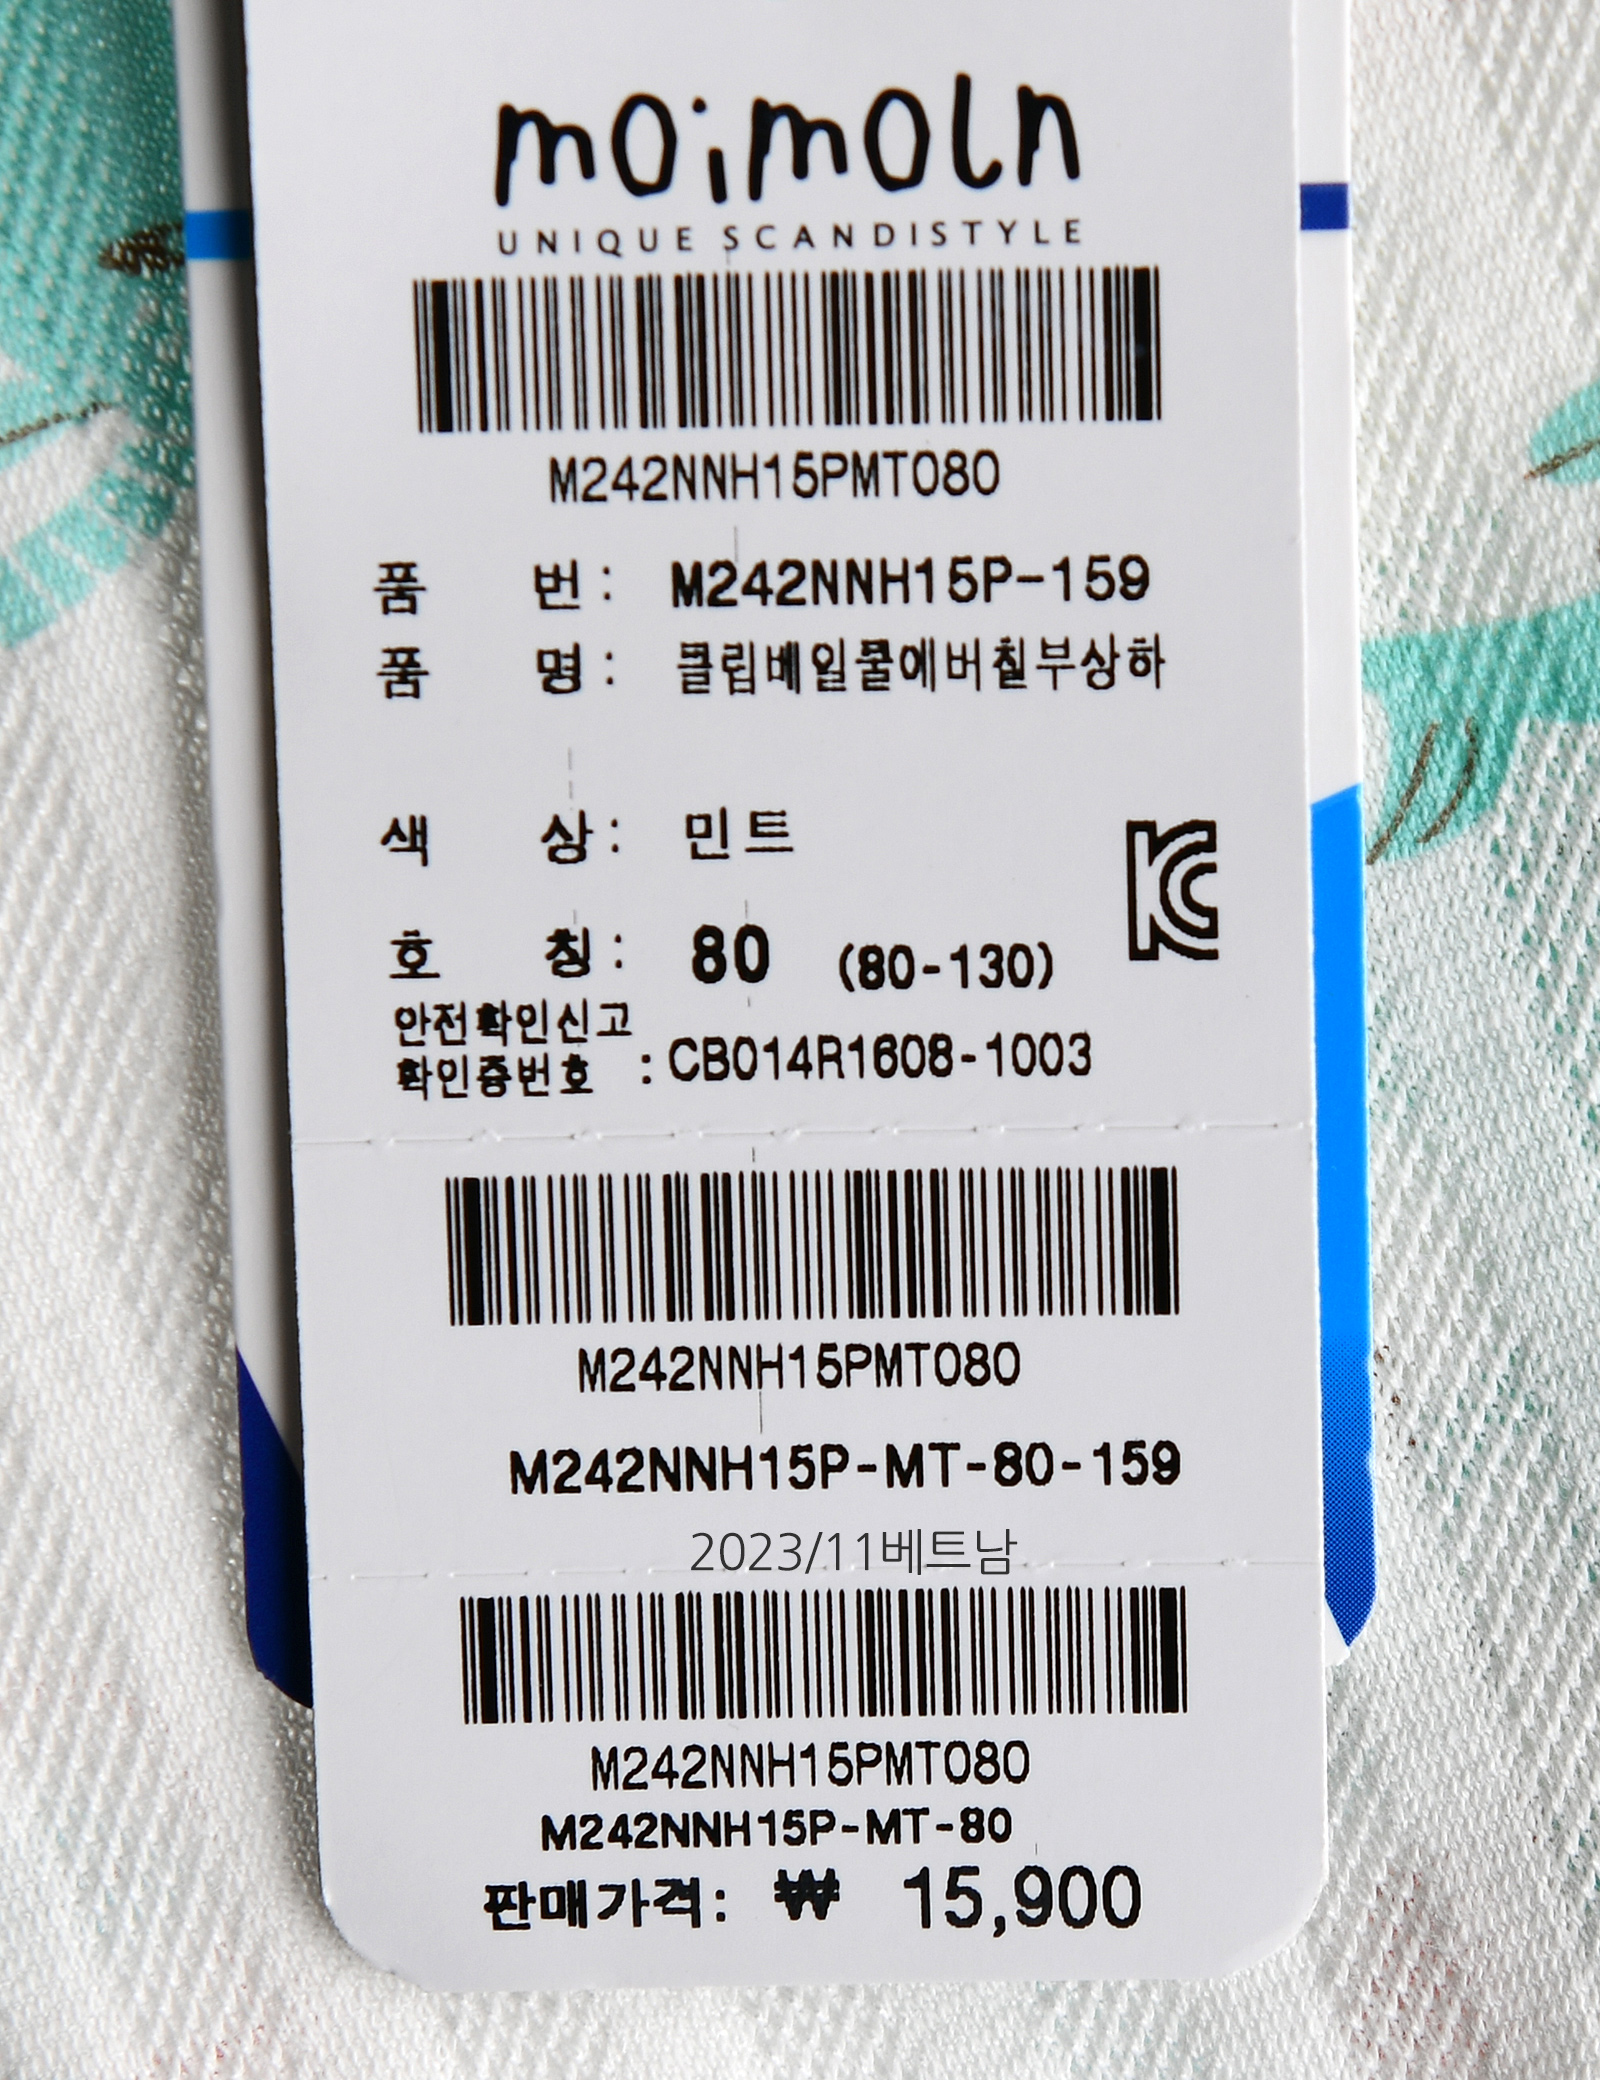 moimoln
UNIQUE SCANDISTYLE
M242NNH15PMT080
품 번 : M242NNH15P-159
품 명 : 클립베일쿨에버칠부상하
색 상 : 민트
호 칭 : 80 (80-130)
안전확인신고
확인증번호 : CB014R1608-1003
M242NNH15PMT080
M242NNH15P-MT-80-159
2023/11베트남
M242NNH15PMT080
M242NNH15P-MT-80
판매가격: ₩ 15,900